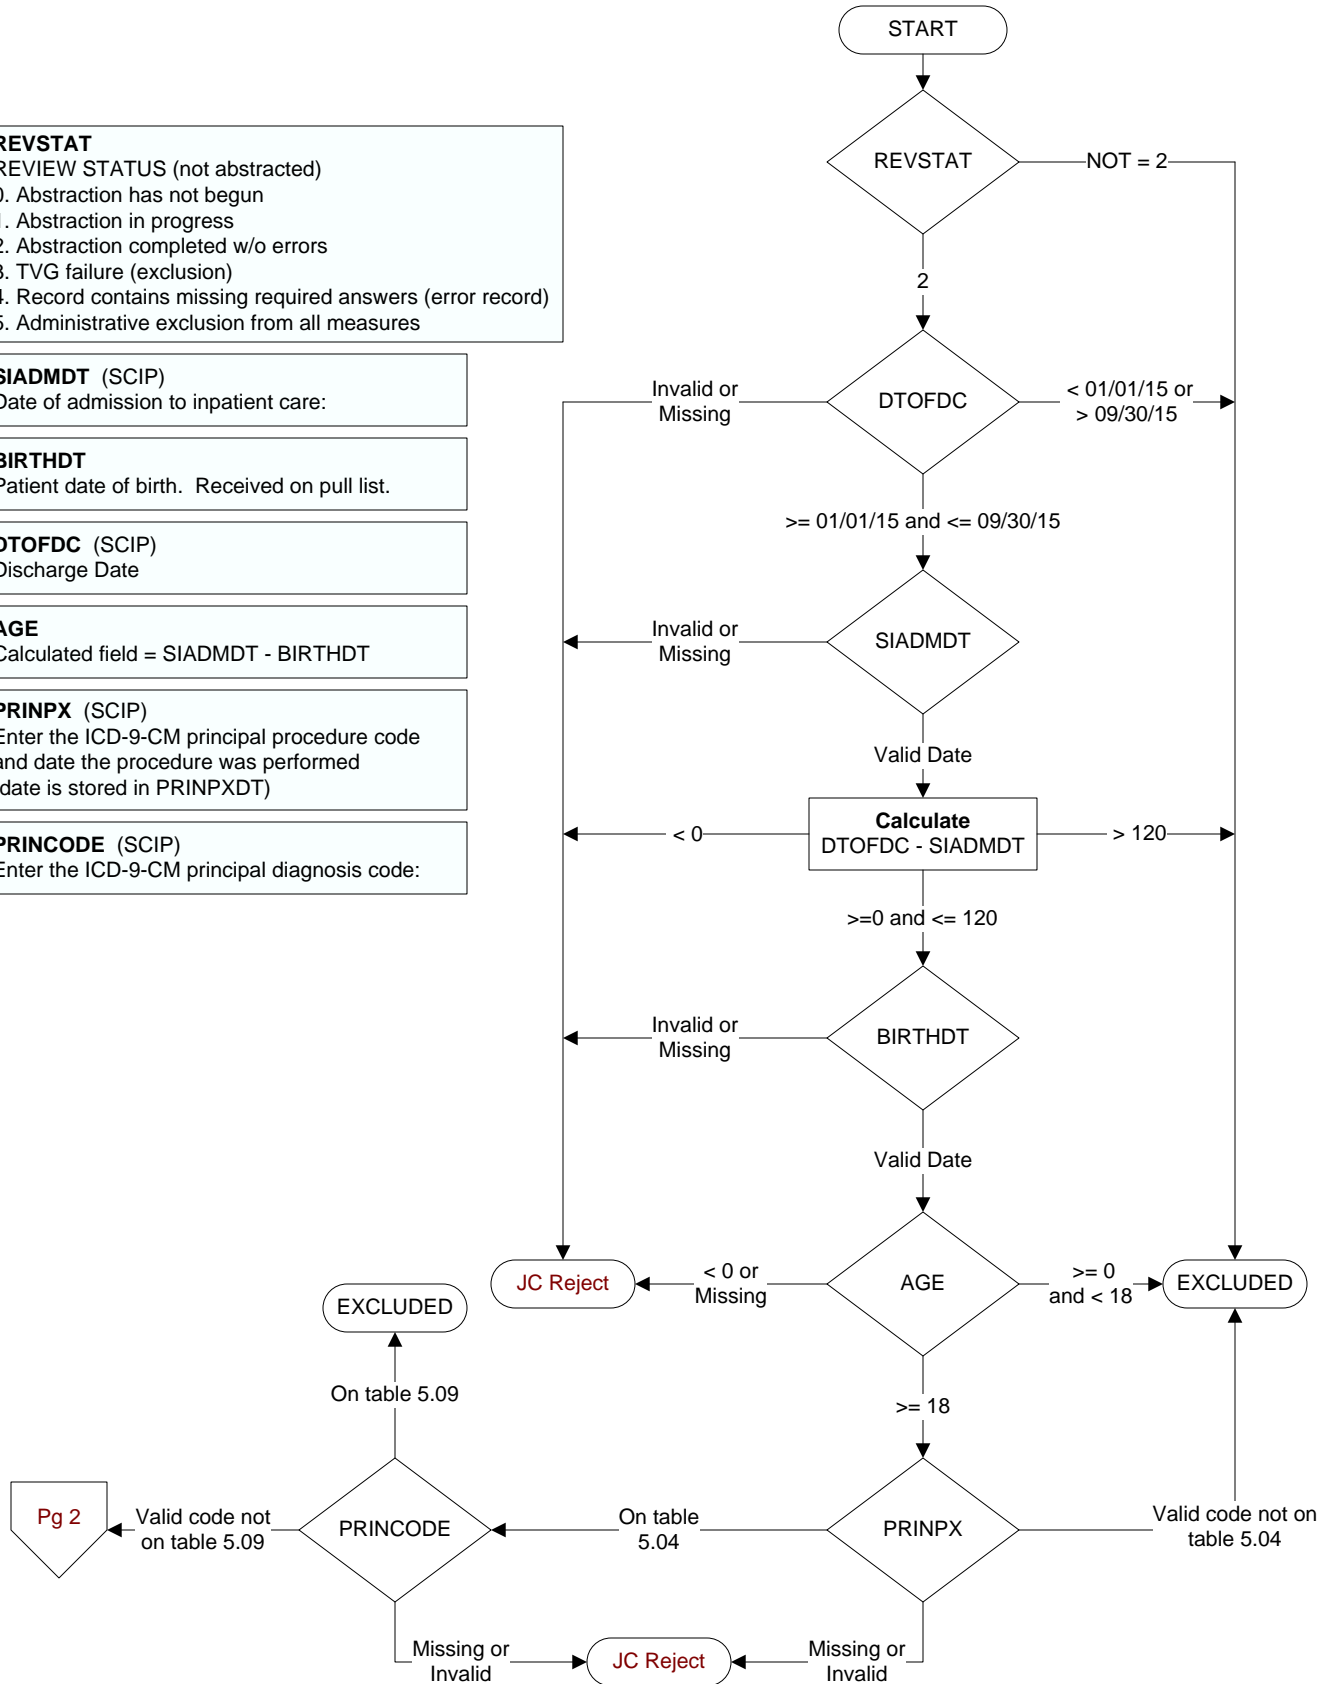 START
REVSTAT
NOT = 2
2
REVSTAT
REVIEW STATUS (not abstracted)
0. Abstraction has not begun
1. Abstraction in progress
2. Abstraction completed w/o errors
3. TVG failure (exclusion)
4. Record contains missing required answers (error record)
5. Administrative exclusion from all measures
SIADMDT (SCIP)
Date of admission to inpatient care:
BIRTHDT
Patient date of birth. Received on pull list.
DTOFDC (SCIP)
Discharge Date
AGE
Calculated field = SIADMDT - BIRTHDT
PRINPX (SCIP)
Enter the ICD-9-CM principal procedure code
and date the procedure was performed
date is stored in PRINPXDT)
PRINCODE (SCIP)
Enter the ICD-9-CM principal diagnosis code:
Invalid or
Missing
DTOFDC
< 01/01/15 or
> 09/30/15
>= 01/01/15 and <= 09/30/15
Invalid or
Missing
SIADMDT
Valid Date
< 0
Calculate
DTOFDC - SIADMDT
> 120
>=0 and <= 120
Invalid or
Missing
BIRTHDT
Valid Date
JC Reject
< 0 or
Missing
AGE
>= 0
and < 18
EXCLUDED
EXCLUDED
On table 5.09
>= 18
Pg 2
Valid code not
on table 5.09
PRINCODE
On table
5.04
PRINPX
Valid code not on
table 5.04
Missing or
Invalid
JC Reject
Missing or
Invalid